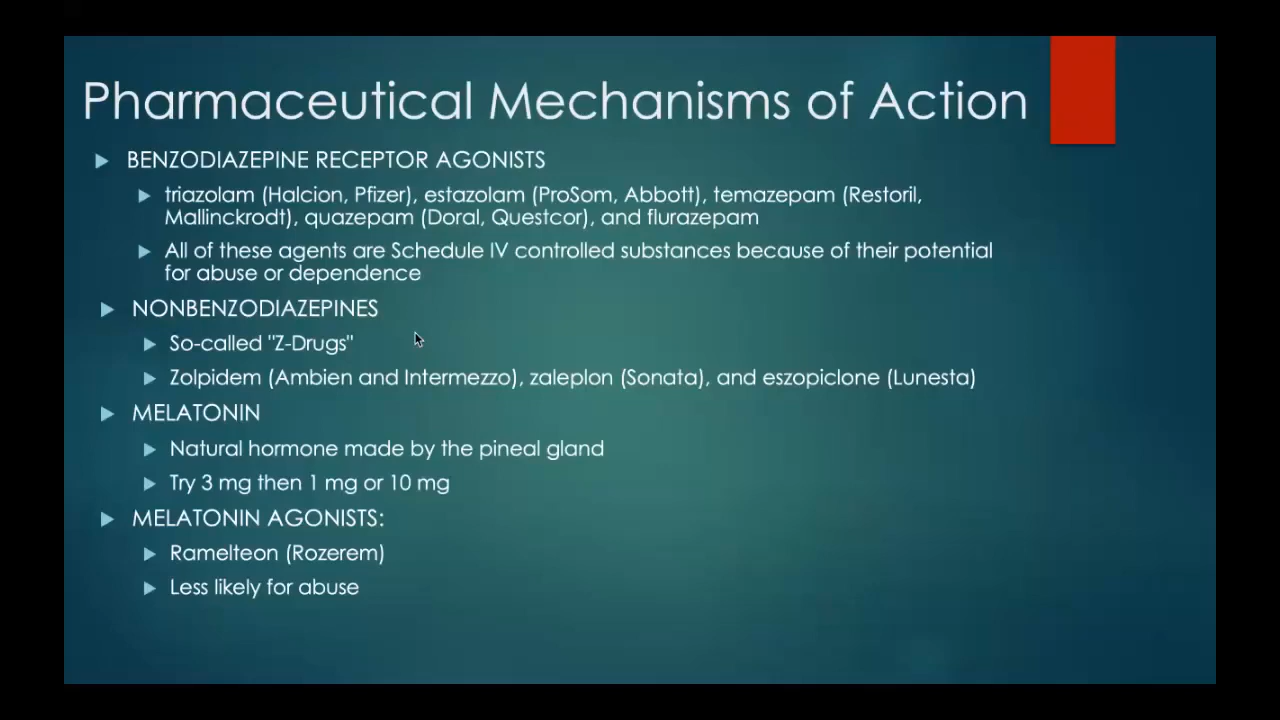 Pharmaceutical Mechanisms of Action
BENZODIAZEPINE RECEPTOR AGONISTS
triazolam (Halcion, Pfizer), estazolam (ProSom, Abbott), temazepam (Restoril,
Mallinckrodt), quazepam (Doral, Questcor), and flurazepam
All of these agents are Schedule IV controlled substances because of their potential
for abuse or dependence
NONBENZODIAZEPINES
So-called "Z-Drugs"
Zolpidem (Ambien and Intermezzo), zaleplon (Sonata), and eszopiclone (Lunesta)
MELATONIN
Natural hormone made by the pineal gland
Try 3 mg then 1 mg or 10 mg
MELATONIN AGONISTS:
Ramelteon (Rozerem)
Less likely for abuse